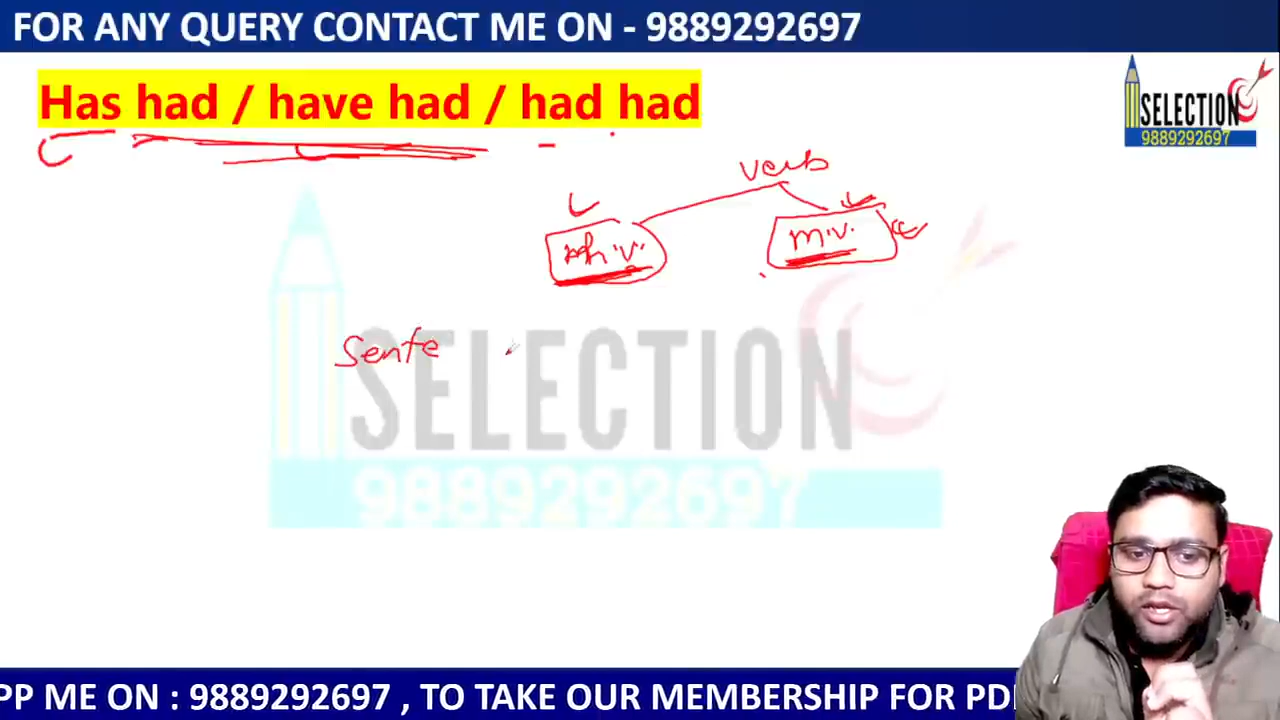 FOR ANY QUERY CONTACT ME ON - 9889292697
Has had / have had / had had
SELECTION
9889292697
verb
m.v.
Sente
SELECTION
9889292697
PP ME ON : 9889292697 , TO TAKE OUR MEMBERSHIP FOR PD